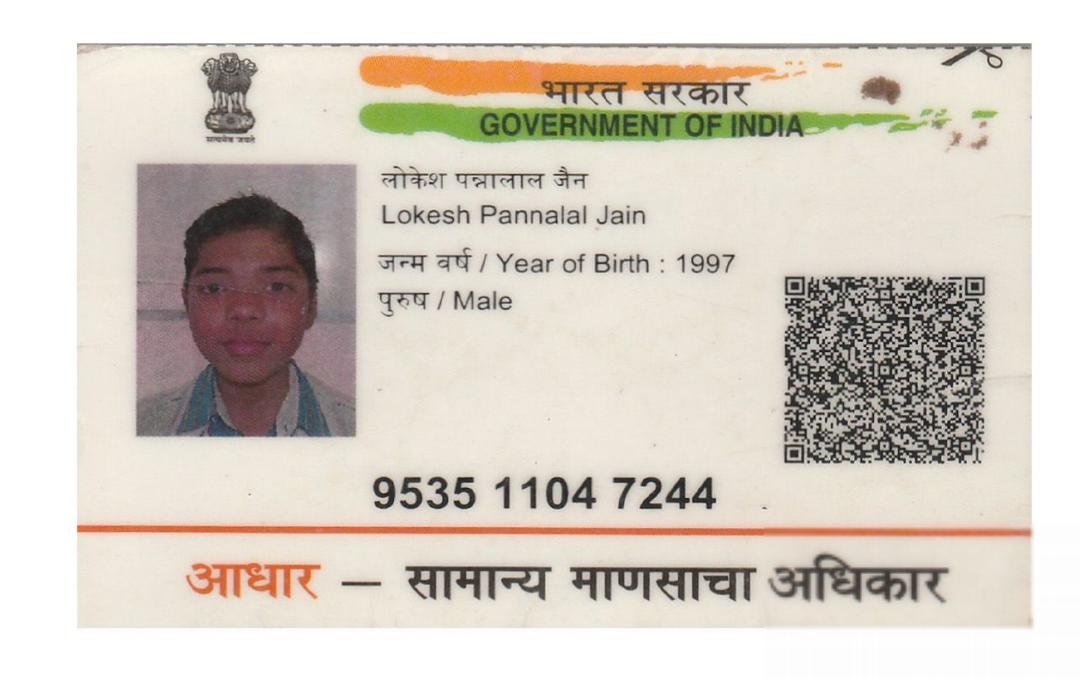 भारत सरकार
GOVERNMENT OF INDIA
सत्यमेव जयते
लोकेश पन्नालाल जैन
Lokesh Pannalal Jain
जन्म वर्ष / Year of Birth : 1997
पुरुष / Male
9535 1104 7244
आधार — सामान्य माणसाचा अधिकार